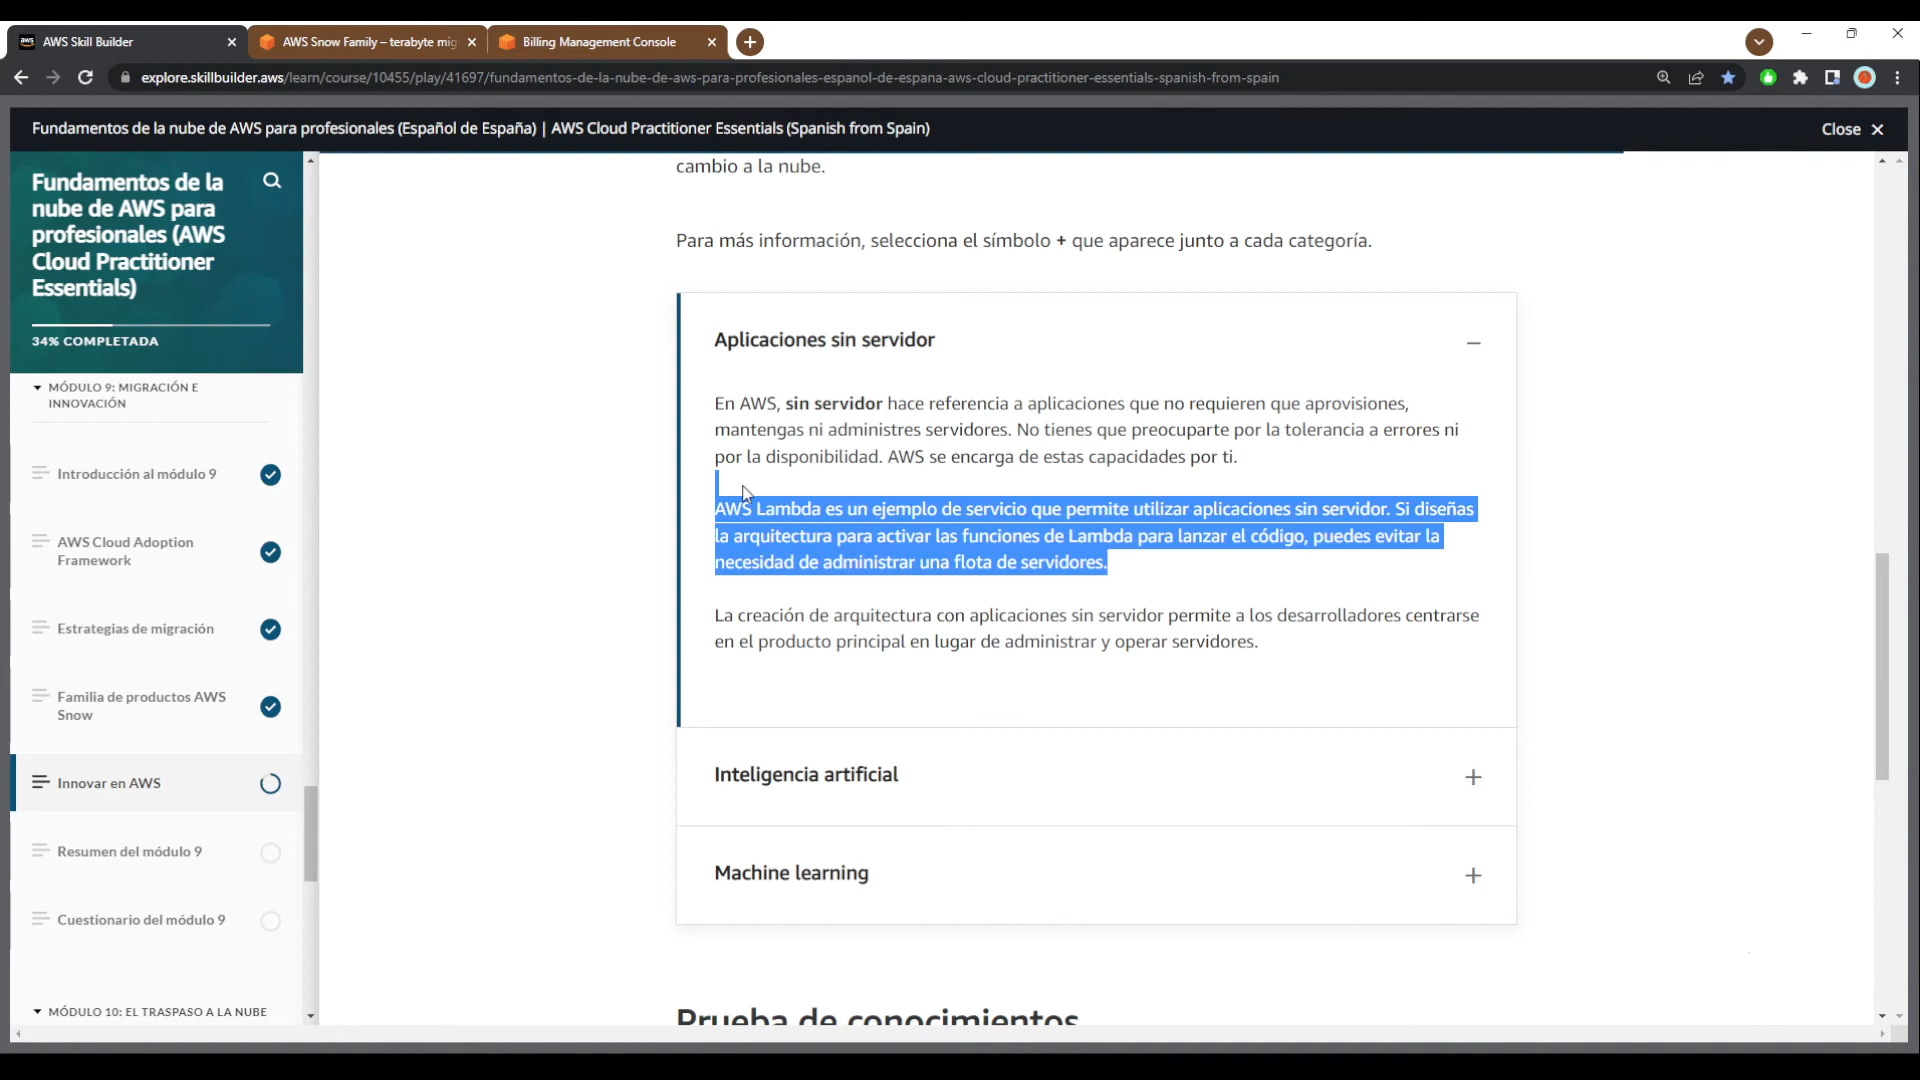 AWS Skill Builder
AWS Snow Family – terabyte mig
Billing Management Console
explore.skillbuilder.aws/learn/course/10455/play/41697/fundamentos-de-la-nube-de-aws-para-profesionales-espanol-de-espana-aws-cloud-practitioner-essentials-spanish-from-spain
Fundamentos de la nube de AWS para profesionales (Español de España) | AWS Cloud Practitioner Essentials (Spanish from Spain)
Close
Fundamentos de la
nube de AWS para
profesionales (AWS
Cloud Practitioner
Essentials)
34% COMPLETADA
MÓDULO 9: MIGRACIÓN E
INNOVACIÓN
Introducción al módulo 9
AWS Cloud Adoption
Framework
Estrategias de migración
Familia de productos AWS
Snow
Innovar en AWS
Resumen del módulo 9
Cuestionario del módulo 9
MÓDULO 10: EL TRASPASO A LA NUBE
cambio a la nube.
Para más información, selecciona el símbolo + que aparece junto a cada categoría.
Aplicaciones sin servidor
En AWS, sin servidor hace referencia a aplicaciones que no requieren que aprovisiones,
mantengas ni administres servidores. No tienes que preocuparte por la tolerancia a errores ni
por la disponibilidad. AWS se encarga de estas capacidades por ti.
AWS Lambda es un ejemplo de servicio que permite utilizar aplicaciones sin servidor. Si diseñas
la arquitectura para activar las funciones de Lambda para lanzar el código, puedes evitar la
necesidad de administrar una flota de servidores.
La creación de arquitectura con aplicaciones sin servidor permite a los desarrolladores centrarse
en el producto principal en lugar de administrar y operar servidores.
Inteligencia artificial
Machine learning
Prueba de conocimientos